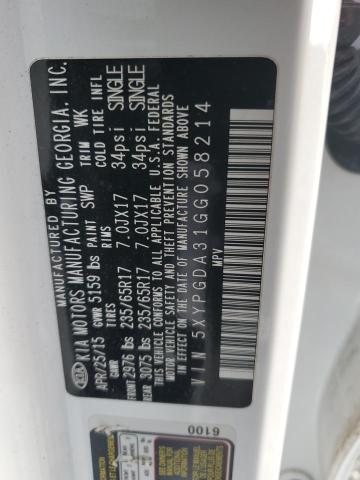 MANUFACTURED BY
KIA MOTORS MANUFACTURING GEORGIA, INC.
APR/25/15 GVWR 5159 lbs PAINT SWP TRIM WK
GAWR RIMS COLD TIRE INFL
FRONT 2976 lbs 235/65R17 7.0JX17 34psi SINGLE
REAR 3075 lbs 235/65R17 7.0JX17 34psi SINGLE
THIS VEHICLE CONFORMS TO ALL APPLICABLE U.S.A. FEDERAL
MOTOR VEHICLE SAFETY AND THEFT PREVENTION STANDARDS
IN EFFECT ON THE DATE OF MANUFACTURE SHOWN ABOVE.
VIN 5XYPGDA31GG058214
MPV
6100